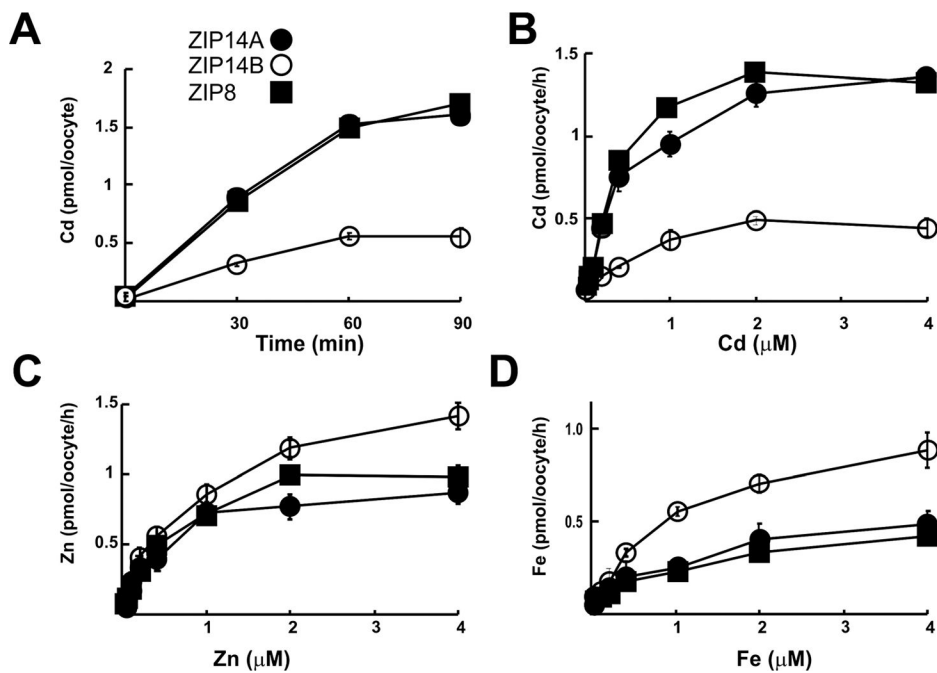 A
ZIP14A
ZIP14B
ZIP8
Cd (pmol/oocyte)
2
1.5
1
0.5
30 60 90
Time (min)
B
Cd (pmol/oocyte/h)
1.5
1
0.5
1 2 3 4
Cd (μM)
C
Zn (pmol/oocyte/h)
1.5
1
0.5
1 2 3 4
Zn (μM)
D
Fe (pmol/oocyte/h)
1.0
0.5
1 2 3 4
Fe (μM)